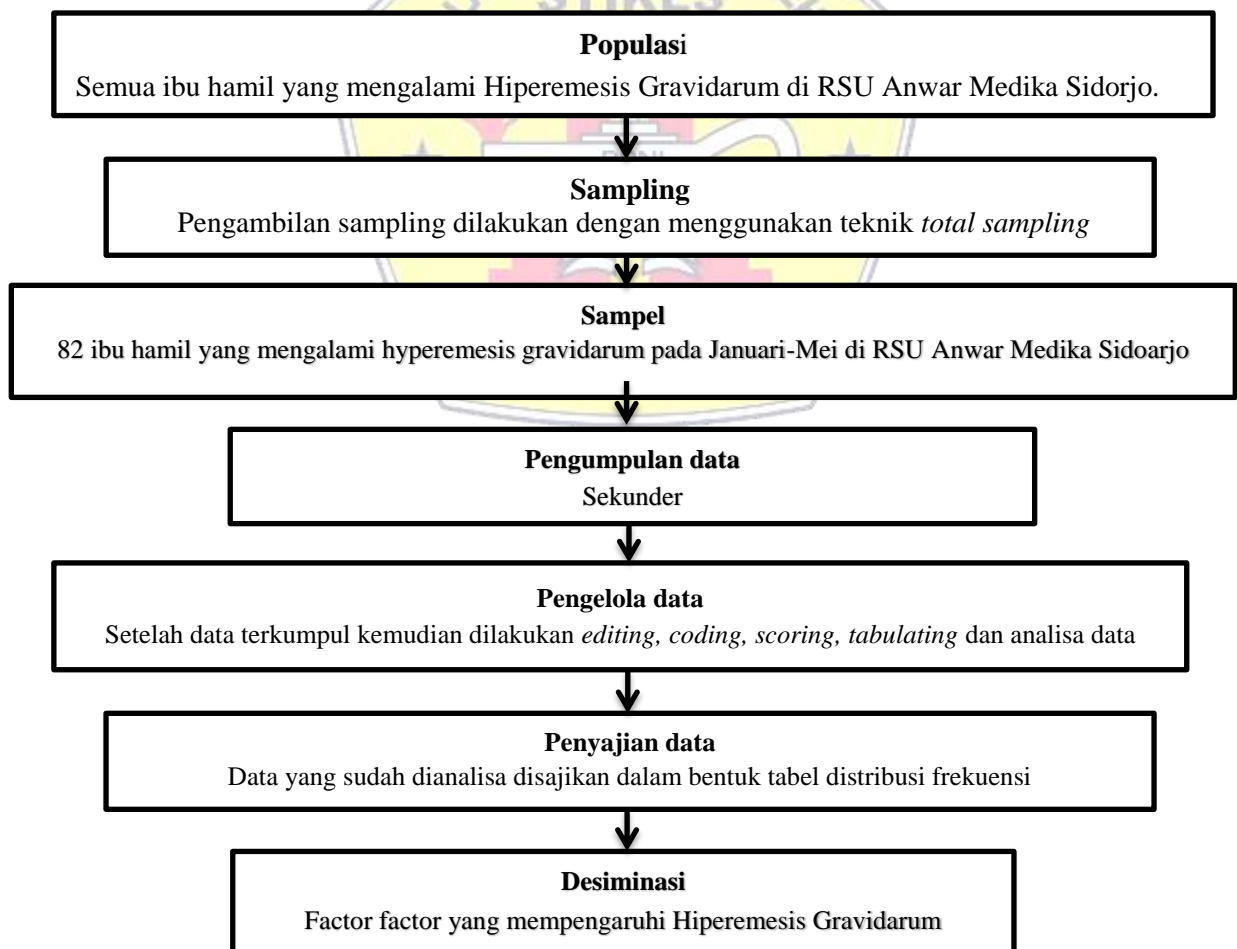 STIKES
Populasi
Semua ibu hamil yang mengalami Hiperemesis Gravidarum di RSU Anwar Medika Sidorjo.
Sampling
Pengambilan sampling dilakukan dengan menggunakan teknik total sampling
Sampel
82 ibu hamil yang mengalami hyperemesis gravidarum pada Januari-Mei di RSU Anwar Medika Sidoarjo
Pengumpulan data
Sekunder
Pengelola data
Setelah data terkumpul kemudian dilakukan editing, coding, scoring, tabulating dan analisa data
Penyajian data
Data yang sudah dianalisa disajikan dalam bentuk tabel distribusi frekuensi
Desiminasi
Factor factor yang mempengaruhi Hiperemesis Gravidarum